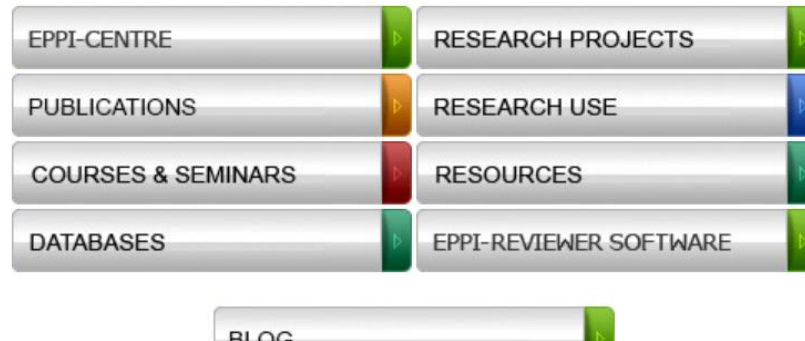 EPPI-CENTRE
RESEARCH PROJECTS
PUBLICATIONS
RESEARCH USE
COURSES & SEMINARS
RESOURCES
DATABASES
EPPI-REVIEWER SOFTWARE
BLOG